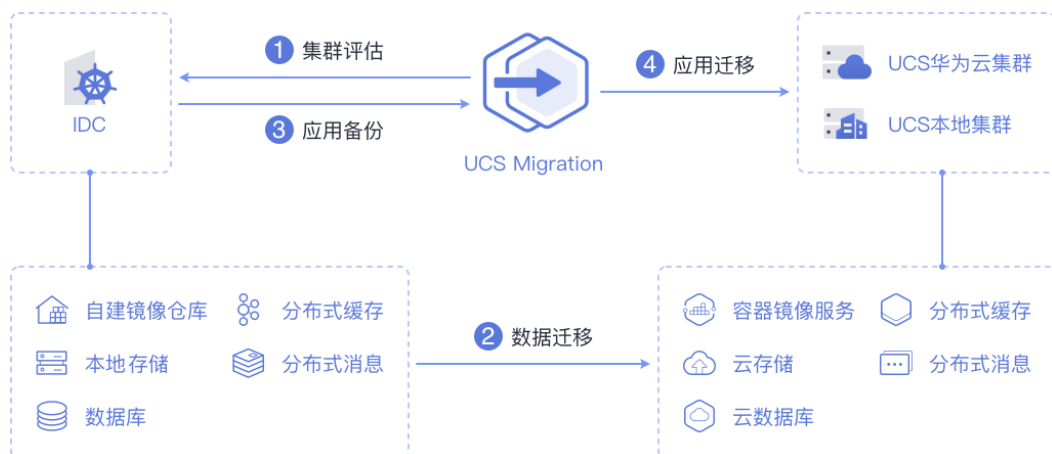 1 集群评估
IDC
3 应用备份
UCS Migration
4 应用迁移
UCS华为云集群
UCS本地集群
自建镜像仓库
分布式缓存
本地存储
分布式消息
数据库
2 数据迁移
容器镜像服务
分布式缓存
云存储
分布式消息
云数据库